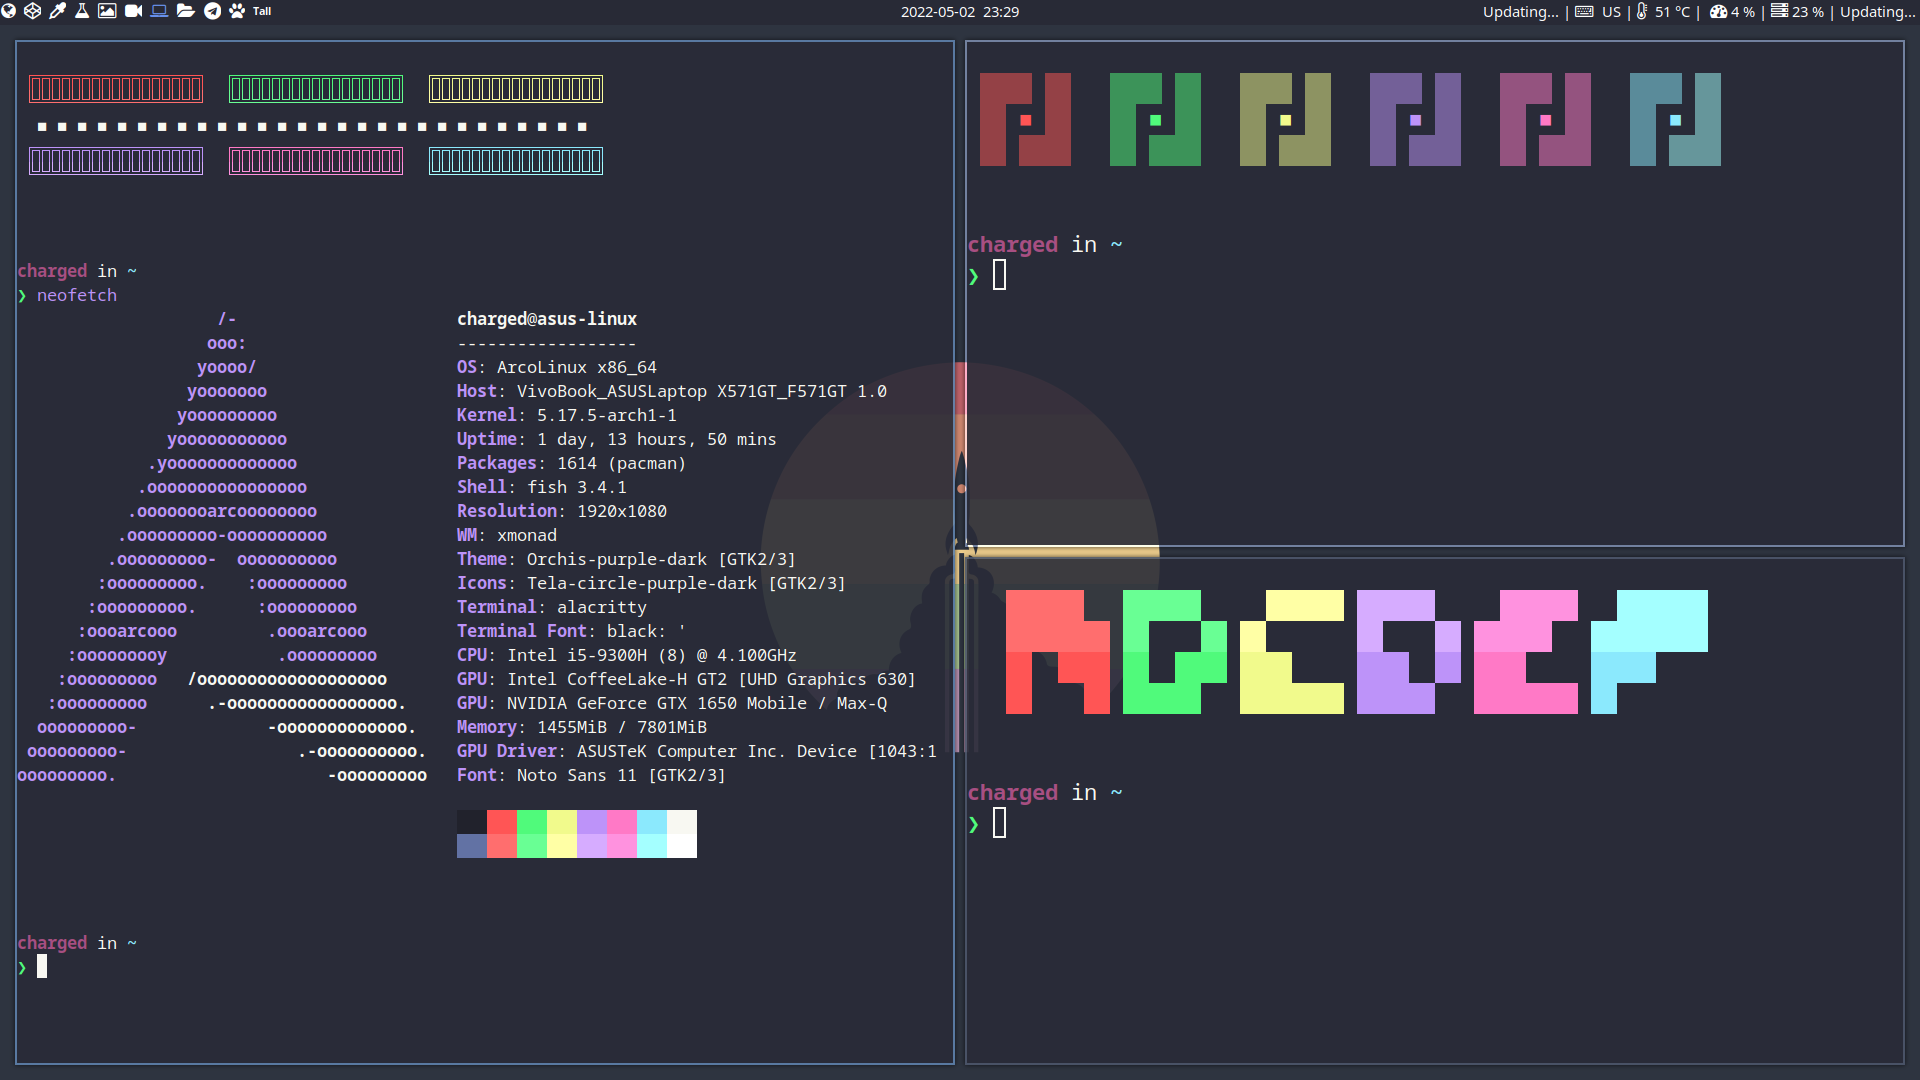 Tall
2022-05-02 23:29
Updating... | US | 51 °C | 4 % | 23 % | Updating...
charged in ~
❯ neofetch
/-
ooo:
yoooo/
yooooooo
yooooooooo
yooooooooooo
.yooooooooooooo
.oooooooooooooooo
.ooooooooarcoooooooo
.ooooooooo-oooooooooo
.ooooooooo-  oooooooooo
:ooooooooo.    :ooooooooo
:ooooooooo.      :ooooooooo
:oooarcooo         .oooarcooo
:ooooooooy           .ooooooooo
:ooooooooo   /ooooooooooooooooooo
:ooooooooo      .-ooooooooooooooooo.
ooooooooo-             -ooooooooooooo.
ooooooooo-                 .-oooooooooo.
ooooooooo.                     -ooooooooo
charged@asus-linux
------------------
OS: ArcoLinux x86_64
Host: VivoBook_ASUSLaptop X571GT_F571GT 1.0
Kernel: 5.17.5-arch1-1
Uptime: 1 day, 13 hours, 50 mins
Packages: 1614 (pacman)
Shell: fish 3.4.1
Resolution: 1920x1080
WM: xmonad
Theme: Orchis-purple-dark [GTK2/3]
Icons: Tela-circle-purple-dark [GTK2/3]
Terminal: alacritty
Terminal Font: black: '
CPU: Intel i5-9300H (8) @ 4.100GHz
GPU: Intel CoffeeLake-H GT2 [UHD Graphics 630]
GPU: NVIDIA GeForce GTX 1650 Mobile / Max-Q
Memory: 1455MiB / 7801MiB
GPU Driver: ASUSTeK Computer Inc. Device [1043:1
Font: Noto Sans 11 [GTK2/3]
charged in ~
❯
charged in ~
❯
charged in ~
❯